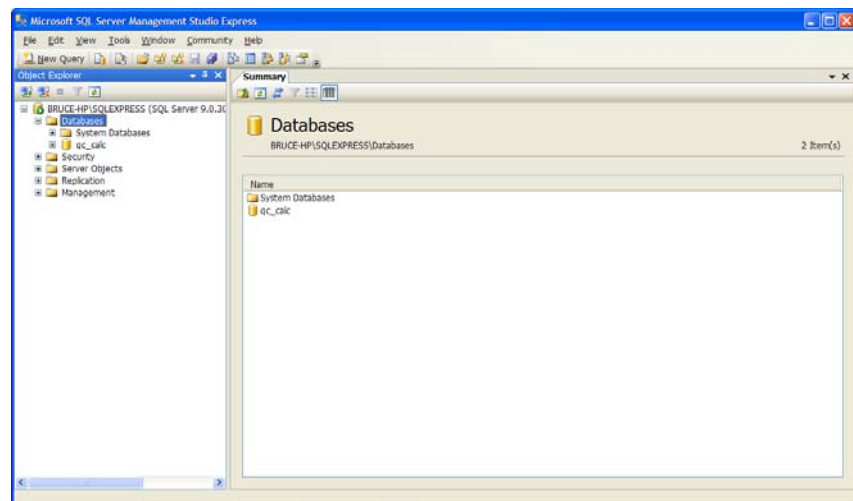 Microsoft SQL Server Management Studio Express
File Edit View Tools Window Community Help
New Query
Object Explorer
Summary
BRUCE-HP\SQLEXPRESS (SQL Server 9.0.30
Databases
System Databases
qc_calc
Security
Server Objects
Replication
Management
Databases
BRUCE-HP\SQLEXPRESS\Databases
2 Item(s)
Name
System Databases
qc_calc